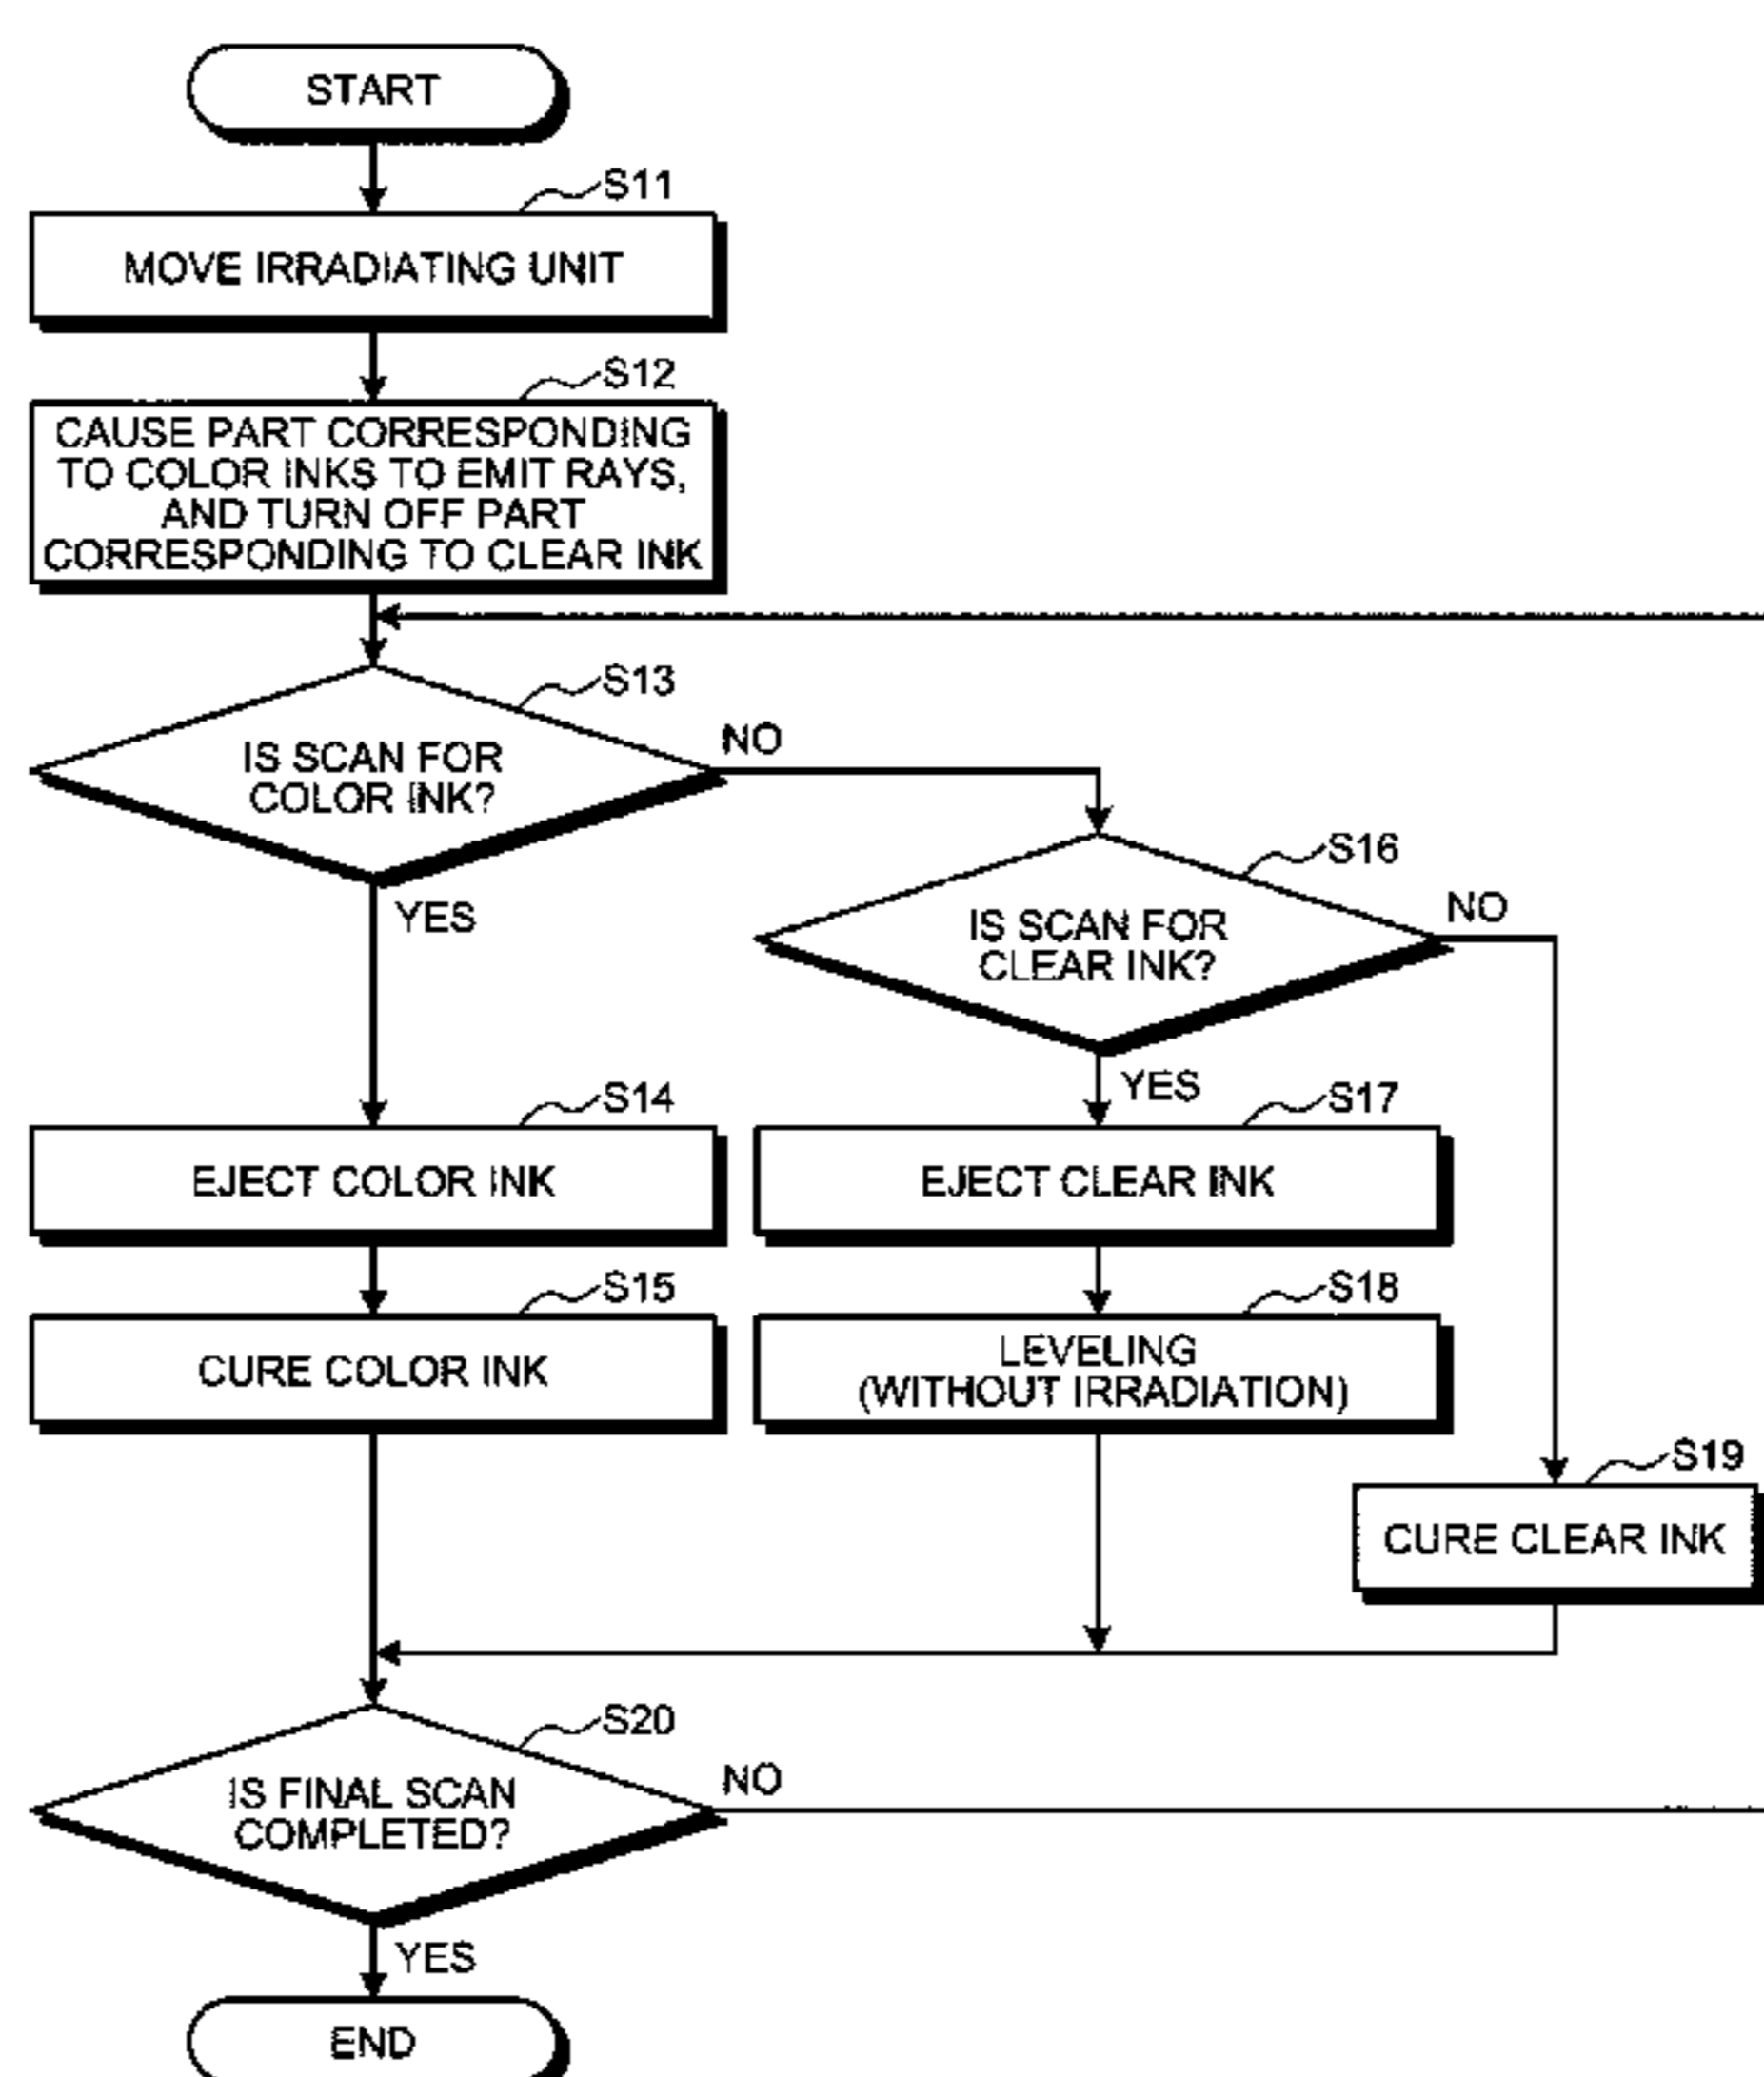 START
S11
MOVE IRRADIATING UNIT
S12
CAUSE PART CORRESPONDING
TO COLOR INKS TO EMIT RAYS,
AND TURN OFF PART
CORRESPONDING TO CLEAR INK
S13
IS SCAN FOR
COLOR INK?
NO
YES
S16
IS SCAN FOR
CLEAR INK?
NO
YES
S14
EJECT COLOR INK
S17
EJECT CLEAR INK
S15
CURE COLOR INK
S18
LEVELING
(WITHOUT IRRADIATION)
S19
CURE CLEAR INK
S20
IS FINAL SCAN
COMPLETED?
NO
YES
END